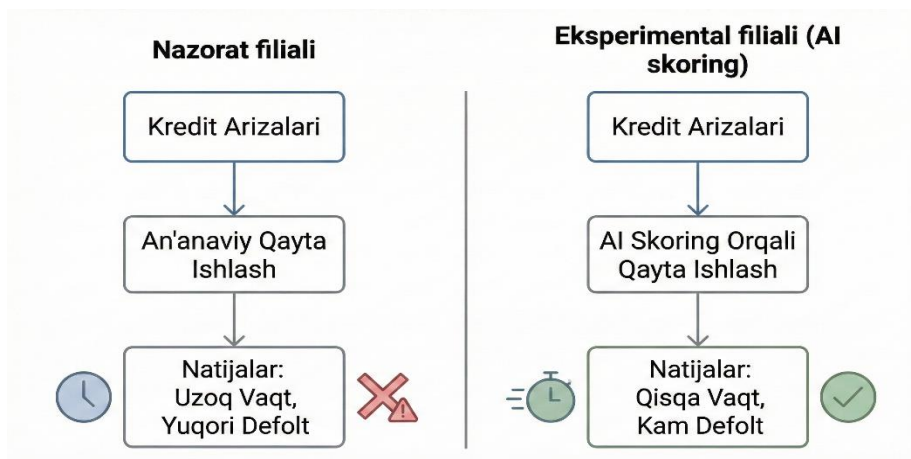 Nazorat filiali
Kredit Arizalari
An'anaviy Qayta
Ishlash
Natijalar:
Uzoq Vaqt,
Yuqori Defolt
Eksperimental filiali (AI
skoring)
Kredit Arizalari
AI Skoring Orqali
Qayta Ishlash
Natijalar:
Qisqa Vaqt,
Kam Defolt